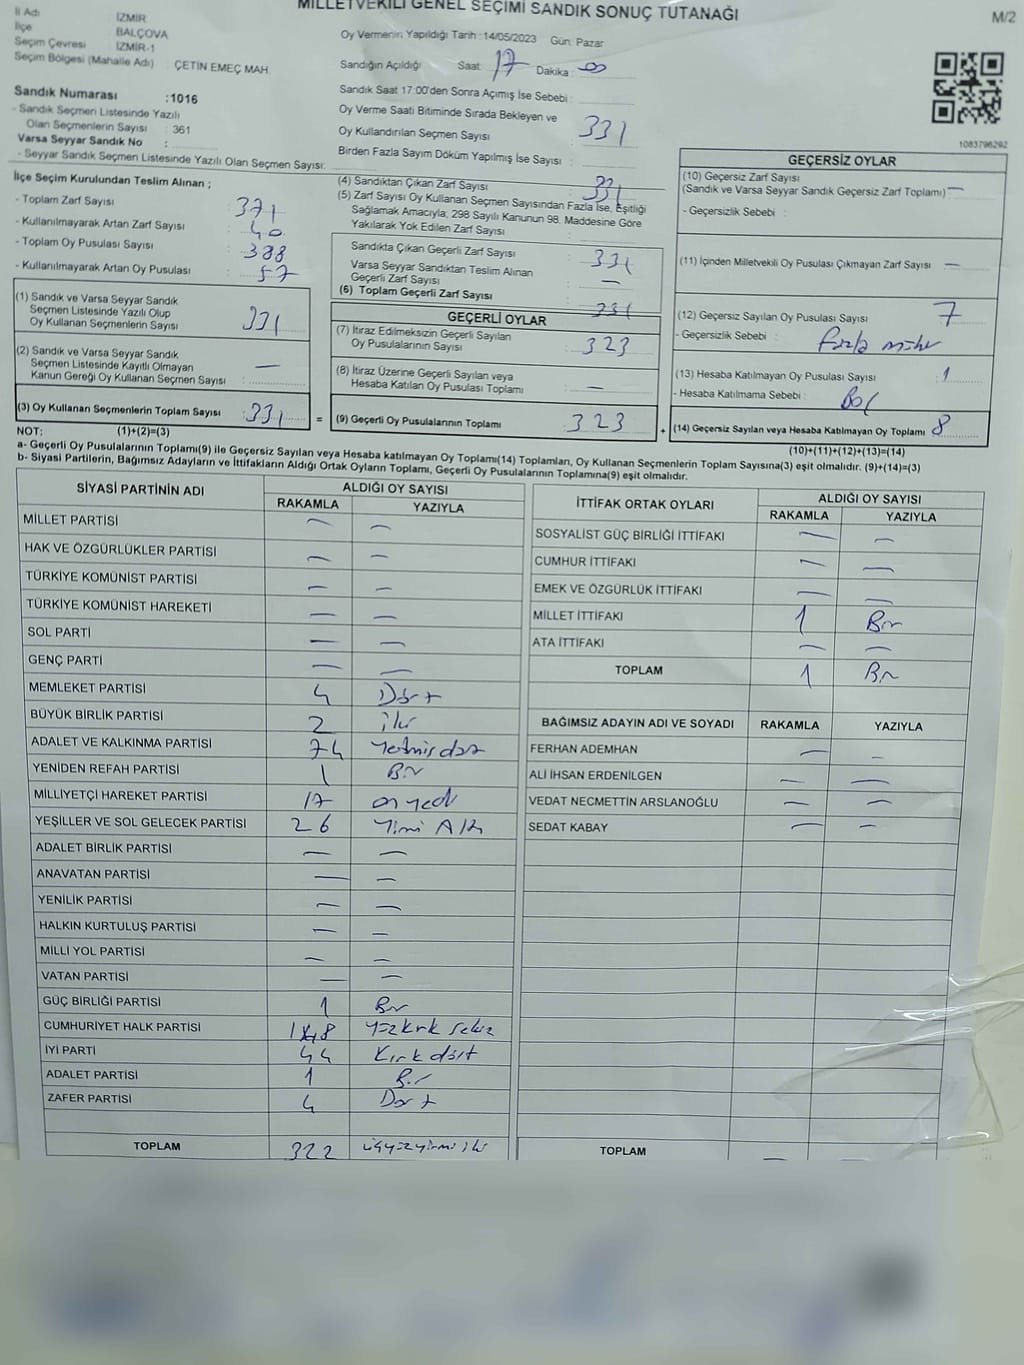 MİLLETVEKİLİ GENEL SEÇİMİ SANDIK SONUÇ TUTANAĞI
M/2
İl Adı İZMİR
İlçe BALÇOVA
Seçim Çevresi İZMİR-1
Seçim Bölgesi (Mahalle Adı) : ÇETİN EMEÇ MAH.
Sandık Numarası :1016
- Sandık Seçmen Listesinde Yazılı
Olan Seçmenlerin Sayısı : 361
Varsa Seyyar Sandık No :
- Seyyar Sandık Seçmen Listesinde Yazılı Olan Seçmen Sayısı:
Oy Vermenin Yapıldığı Tarih :14/05/2023 Gün: Pazar
Sandığın Açıldığı Saat: 17 Dakika : 00
Sandık Saat 17:00'den Sonra Açımış İse Sebebi :
Oy Verme Saati Bitiminde Sırada Bekleyen ve
Oy Kullandırılan Seçmen Sayısı : 331
Birden Fazla Sayım Döküm Yapılmış İse Sayısı :
1083796292
İlçe Seçim Kurulundan Teslim Alınan ;
- Toplam Zarf Sayısı : 371
- Kullanılmayarak Artan Zarf Sayısı : 40
- Toplam Oy Pusulası Sayısı : 388
- Kullanılmayarak Artan Oy Pusulası : 57
(1) Sandık ve Varsa Seyyar Sandık
Seçmen Listesinde Yazılı Olup
Oy Kullanan Seçmenlerin Sayısı : 331
(2) Sandık ve Varsa Seyyar Sandık
Seçmen Listesinde Kayıtlı Olmayan
Kanun Gereği Oy Kullanan Seçmen Sayısı : —
(3) Oy Kullanan Seçmenlerin Toplam Sayısı : 331
(4) Sandıktan Çıkan Zarf Sayısı : 331
(5) Zarf Sayısı Oy Kullanan Seçmen Sayısından Fazla İse, Eşitliği
Sağlamak Amacıyla, 298 Sayılı Kanunun 98. Maddesine Göre
Yakılarak Yok Edilen Zarf Sayısı :
Sandıkta Çıkan Geçerli Zarf Sayısı : 331
Varsa Seyyar Sandıktan Teslim Alınan
Geçerli Zarf Sayısı : —
(6) Toplam Geçerli Zarf Sayısı : 331
GEÇERLİ OYLAR
(7) İtiraz Edilmeksizin Geçerli Sayılan
Oy Pusulalarının Sayısı : 323
(8) İtiraz Üzerine Geçerli Sayılan veya
Hesaba Katılan Oy Pusulası Toplamı : —
= (9) Geçerli Oy Pusulalarının Toplamı : 323
GEÇERSİZ OYLAR
(10) Geçersiz Zarf Sayısı
(Sandık ve Varsa Seyyar Sandık Geçersiz Zarf Toplamı) : —
- Geçersizlik Sebebi :
(11) İçinden Milletvekili Oy Pusulası Çıkmayan Zarf Sayısı : —
(12) Geçersiz Sayılan Oy Pusulası Sayısı : 7
- Geçersizlik Sebebi : fazla mühür
(13) Hesaba Katılmayan Oy Pusulası Sayısı : 1
- Hesaba Katılmama Sebebi : Boş
+ (14) Geçersiz Sayılan veya Hesaba Katılmayan Oy Toplamı : 8
NOT: (1)+(2)=(3)
(10)+(11)+(12)+(13)=(14)
a- Geçerli Oy Pusulalarının Toplamı(9) ile Geçersiz Sayılan veya Hesaba katılmayan Oy Toplamı(14) Toplamları, Oy Kullanan Seçmenlerin Toplam Sayısına(3) eşit olmalıdır. (9)+(14)=(3)
b- Siyasi Partilerin, Bağımsız Adayların ve İttifakların Aldığı Ortak Oyların Toplamı, Geçerli Oy Pusulalarının Toplamına(9) eşit olmalıdır.
SİYASİ PARTİNİN ADI ALDIĞI OY SAYISI
RAKAMLA YAZIYLA
MİLLET PARTİSİ — —
HAK VE ÖZGÜRLÜKLER PARTİSİ — —
TÜRKİYE KOMÜNİST PARTİSİ — —
TÜRKİYE KOMÜNİST HAREKETİ — —
SOL PARTİ — —
GENÇ PARTİ — —
MEMLEKET PARTİSİ 4 Dört
BÜYÜK BİRLİK PARTİSİ 2 iki
ADALET VE KALKINMA PARTİSİ 74 Yetmiş dört
YENİDEN REFAH PARTİSİ 1 Bir
MİLLİYETÇİ HAREKET PARTİSİ 17 on yedi
YEŞİLLER VE SOL GELECEK PARTİSİ 26 Yirmi Altı
ADALET BİRLİK PARTİSİ — —
ANAVATAN PARTİSİ — —
YENİLİK PARTİSİ — —
HALKIN KURTULUŞ PARTİSİ — —
MİLLİ YOL PARTİSİ — —
VATAN PARTİSİ — —
GÜÇ BİRLİĞİ PARTİSİ 1 Bir
CUMHURİYET HALK PARTİSİ 148 yüz kırk sekiz
İYİ PARTİ 44 Kırk dört
ADALET PARTİSİ 1 Bir
ZAFER PARTİSİ 4 Dört
TOPLAM 322 üçyüzyirmi iki
İTTİFAK ORTAK OYLARI ALDIĞI OY SAYISI
RAKAMLA YAZIYLA
SOSYALİST GÜÇ BİRLİĞİ İTTİFAKI — —
CUMHUR İTTİFAKI — —
EMEK VE ÖZGÜRLÜK İTTİFAKI — —
MİLLET İTTİFAKI 1 Bir
ATA İTTİFAKI — —
TOPLAM 1 Bir
BAĞIMSIZ ADAYIN ADI VE SOYADI RAKAMLA YAZIYLA
FERHAN ADEMHAN — —
ALİ İHSAN ERDENİLGEN — —
VEDAT NECMETTİN ARSLANOĞLU — —
SEDAT KABAY — —
TOPLAM — —